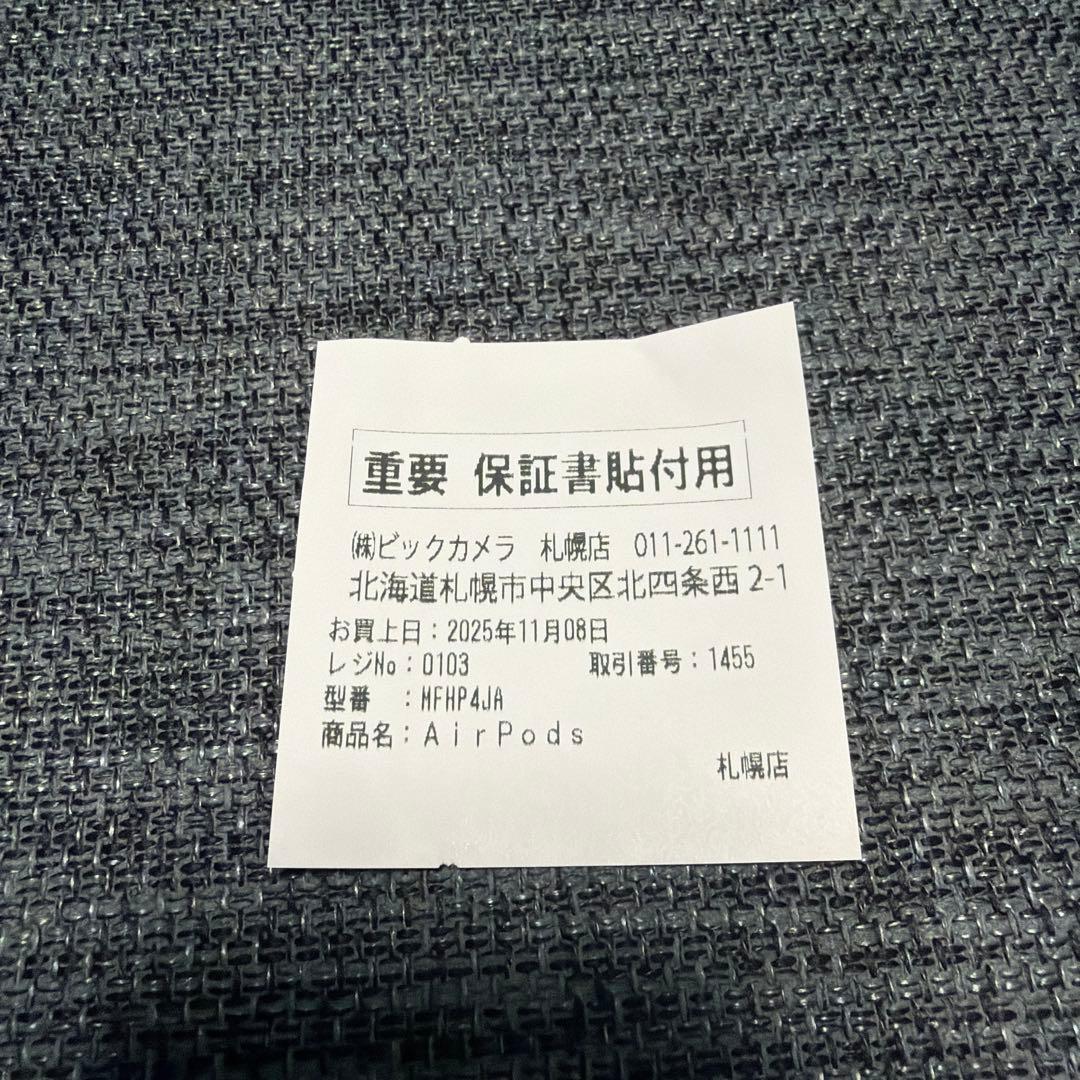 重要 保証書貼付用
㈱ビックカメラ 札幌店 011-261-1111
北海道札幌市中央区北四条西2-1
お買上日：2025年11月08日
レジNo：0103 取引番号：1455
型番 ：MFHP4JA
商品名：AirPods
札幌店